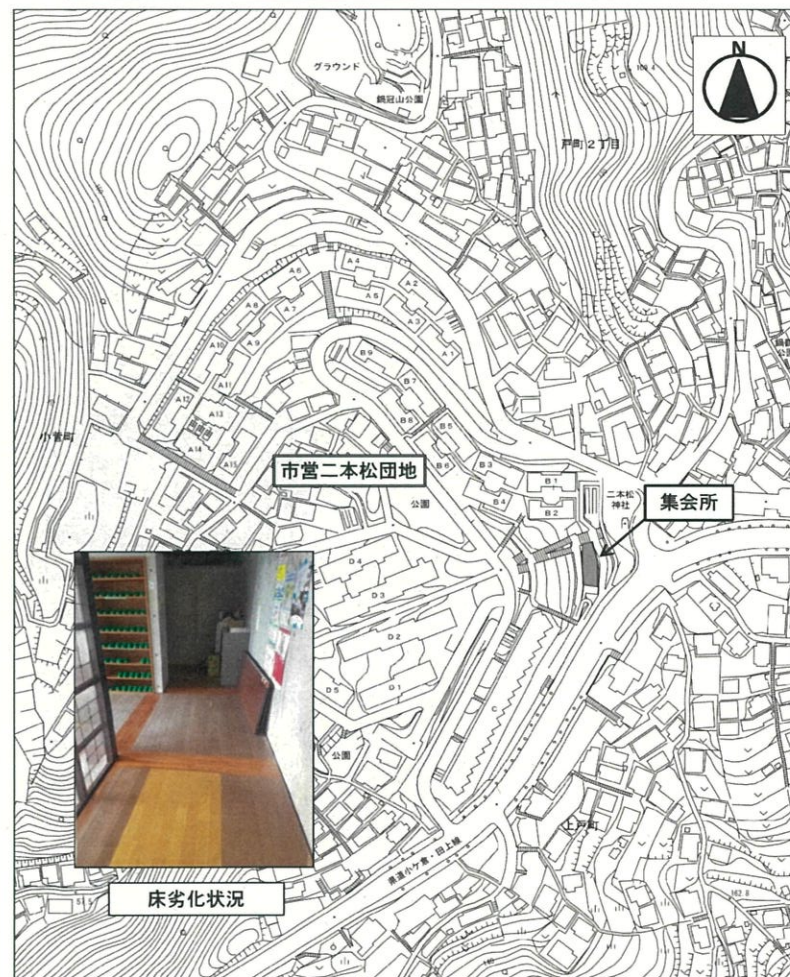 グラウンド
鍋冠山公園
N
169.4
戸町2丁目
A4
A6
A2
A5
A8
A7
A3
A1
A10
A9
B9
B7
A11
A12
B8
A13
B5
小菅町
A14
B6
A15
B3
市営二本松団地
B1
公園
B4
B2
二本松
神社
集会所
D4
D3
D2
D5
D1
C
公園
上戸町
県道小ケ倉・田上線
床劣化状況
162.8